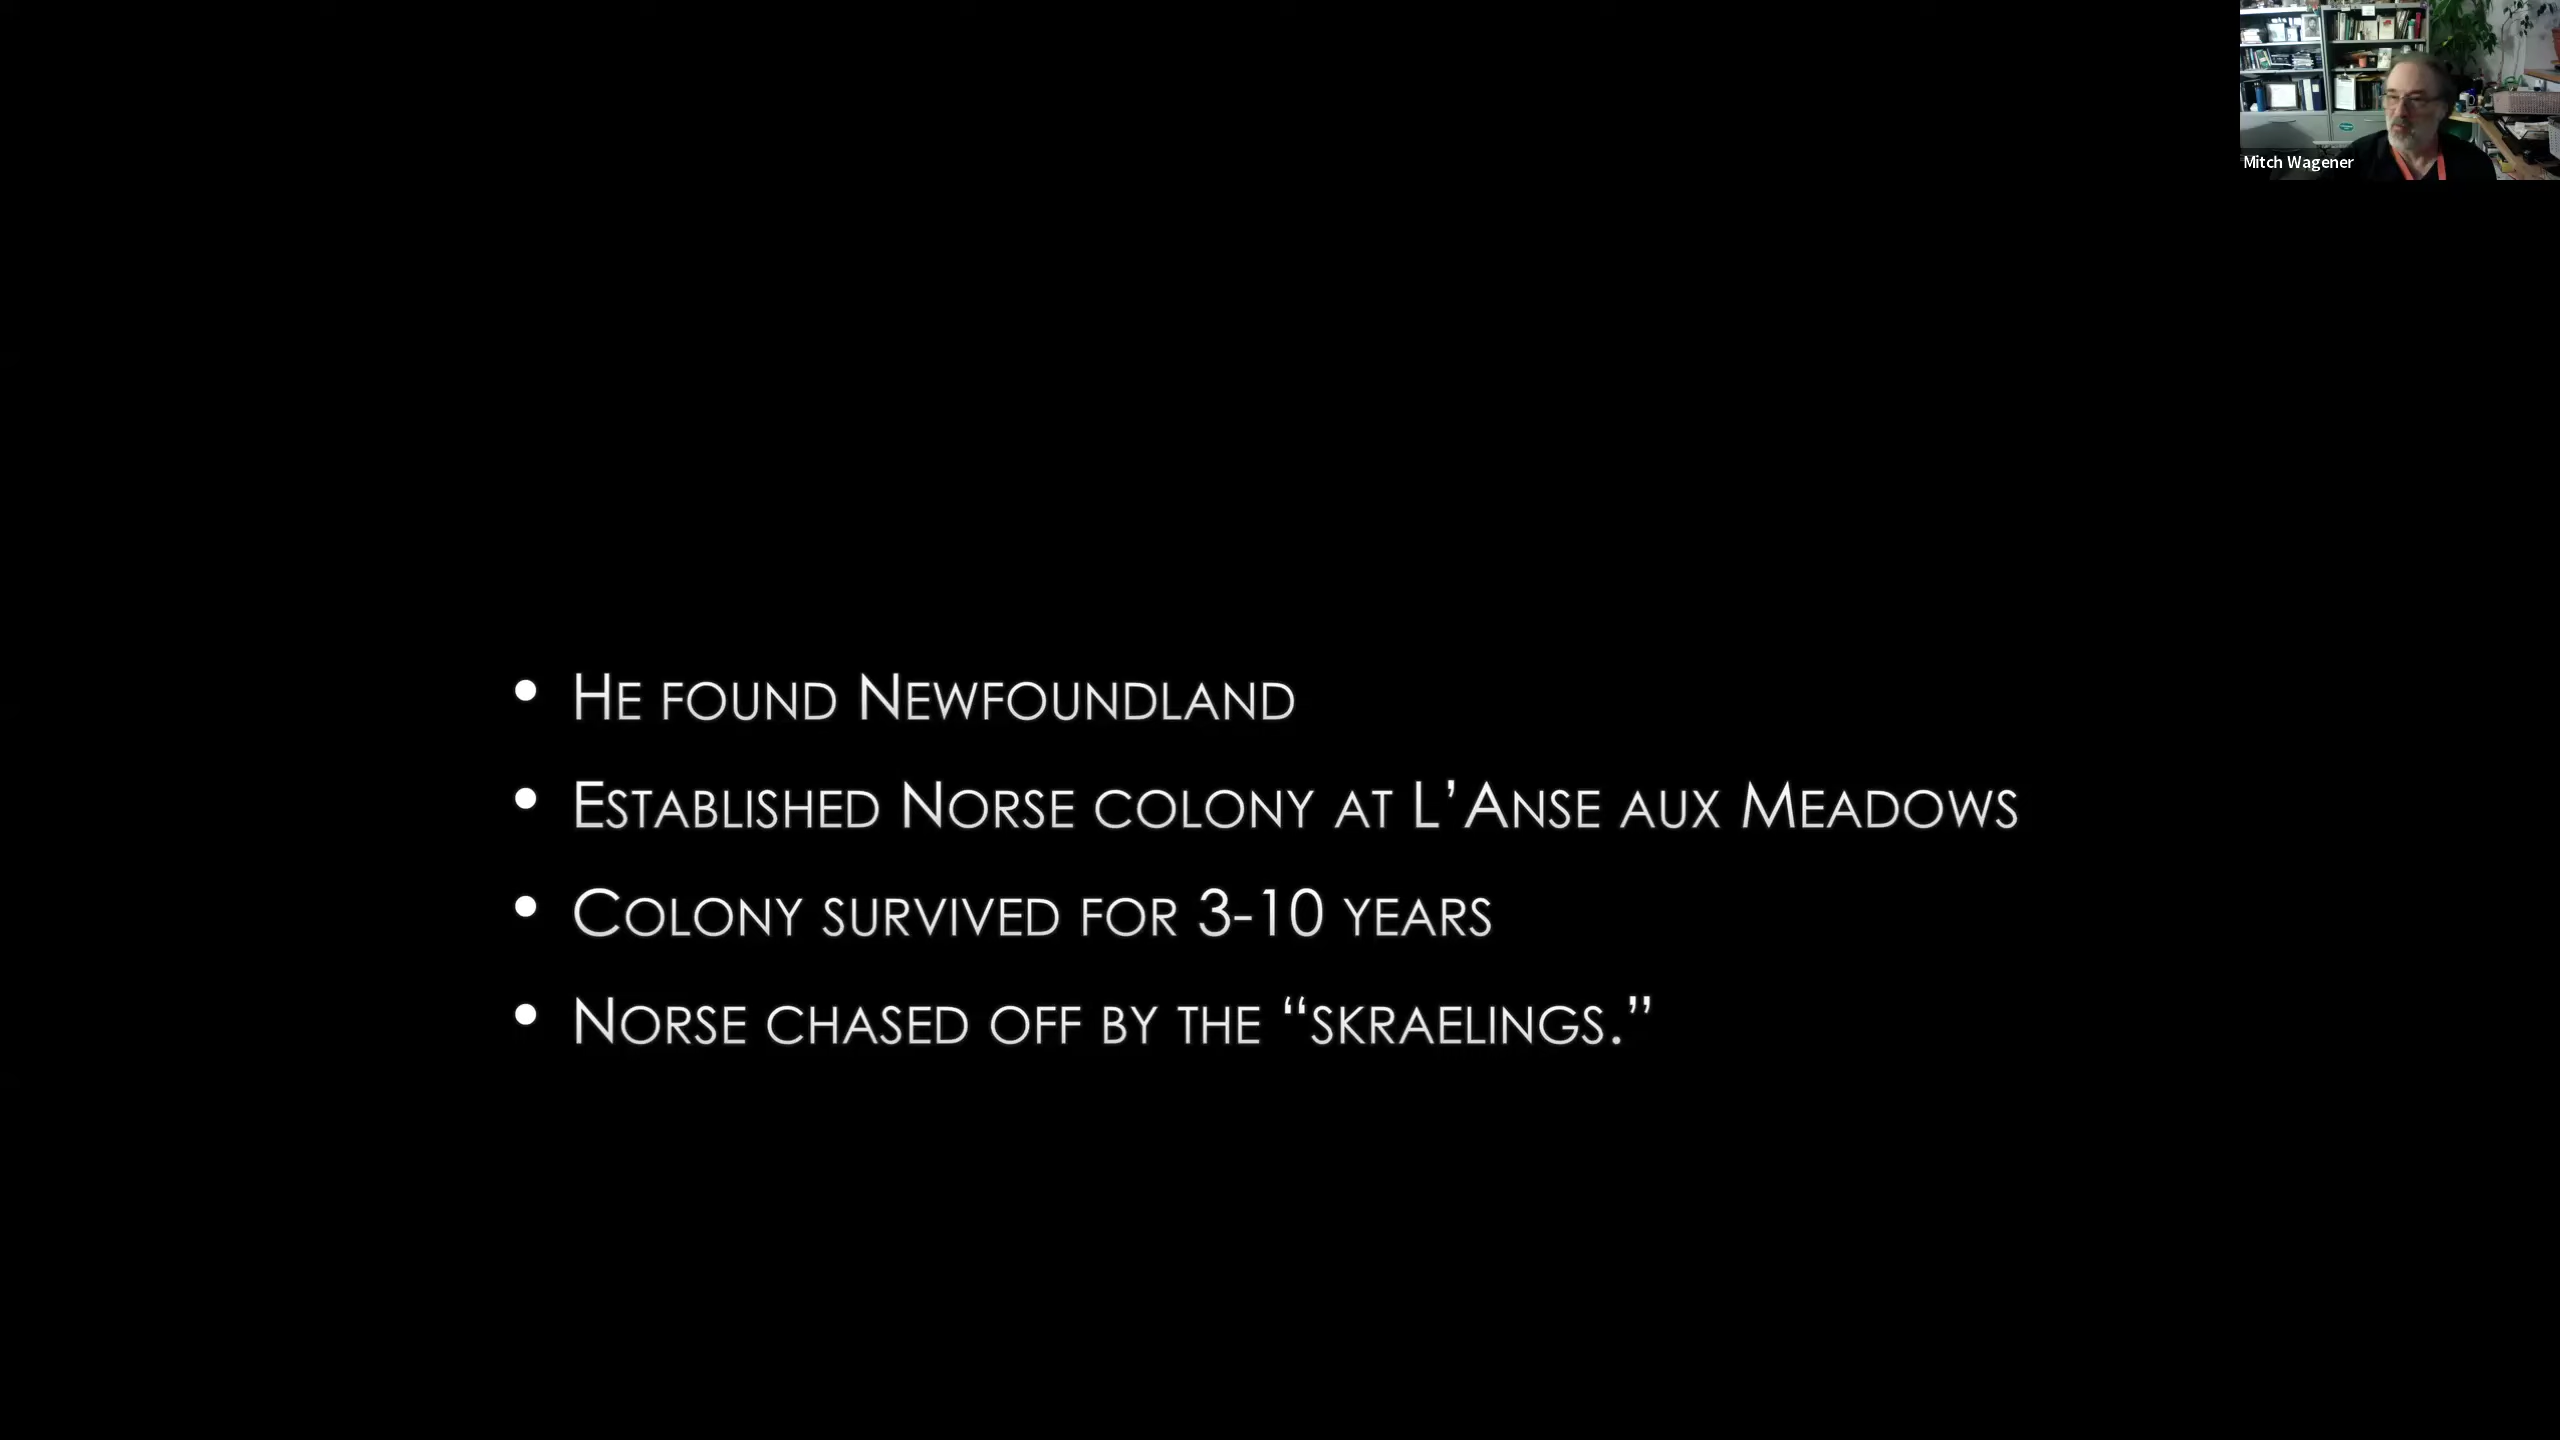 Mitch Wagener
• He found Newfoundland
• Established Norse colony at L’Anse aux Meadows
• Colony survived for 3-10 years
• Norse chased off by the “skraelings.”